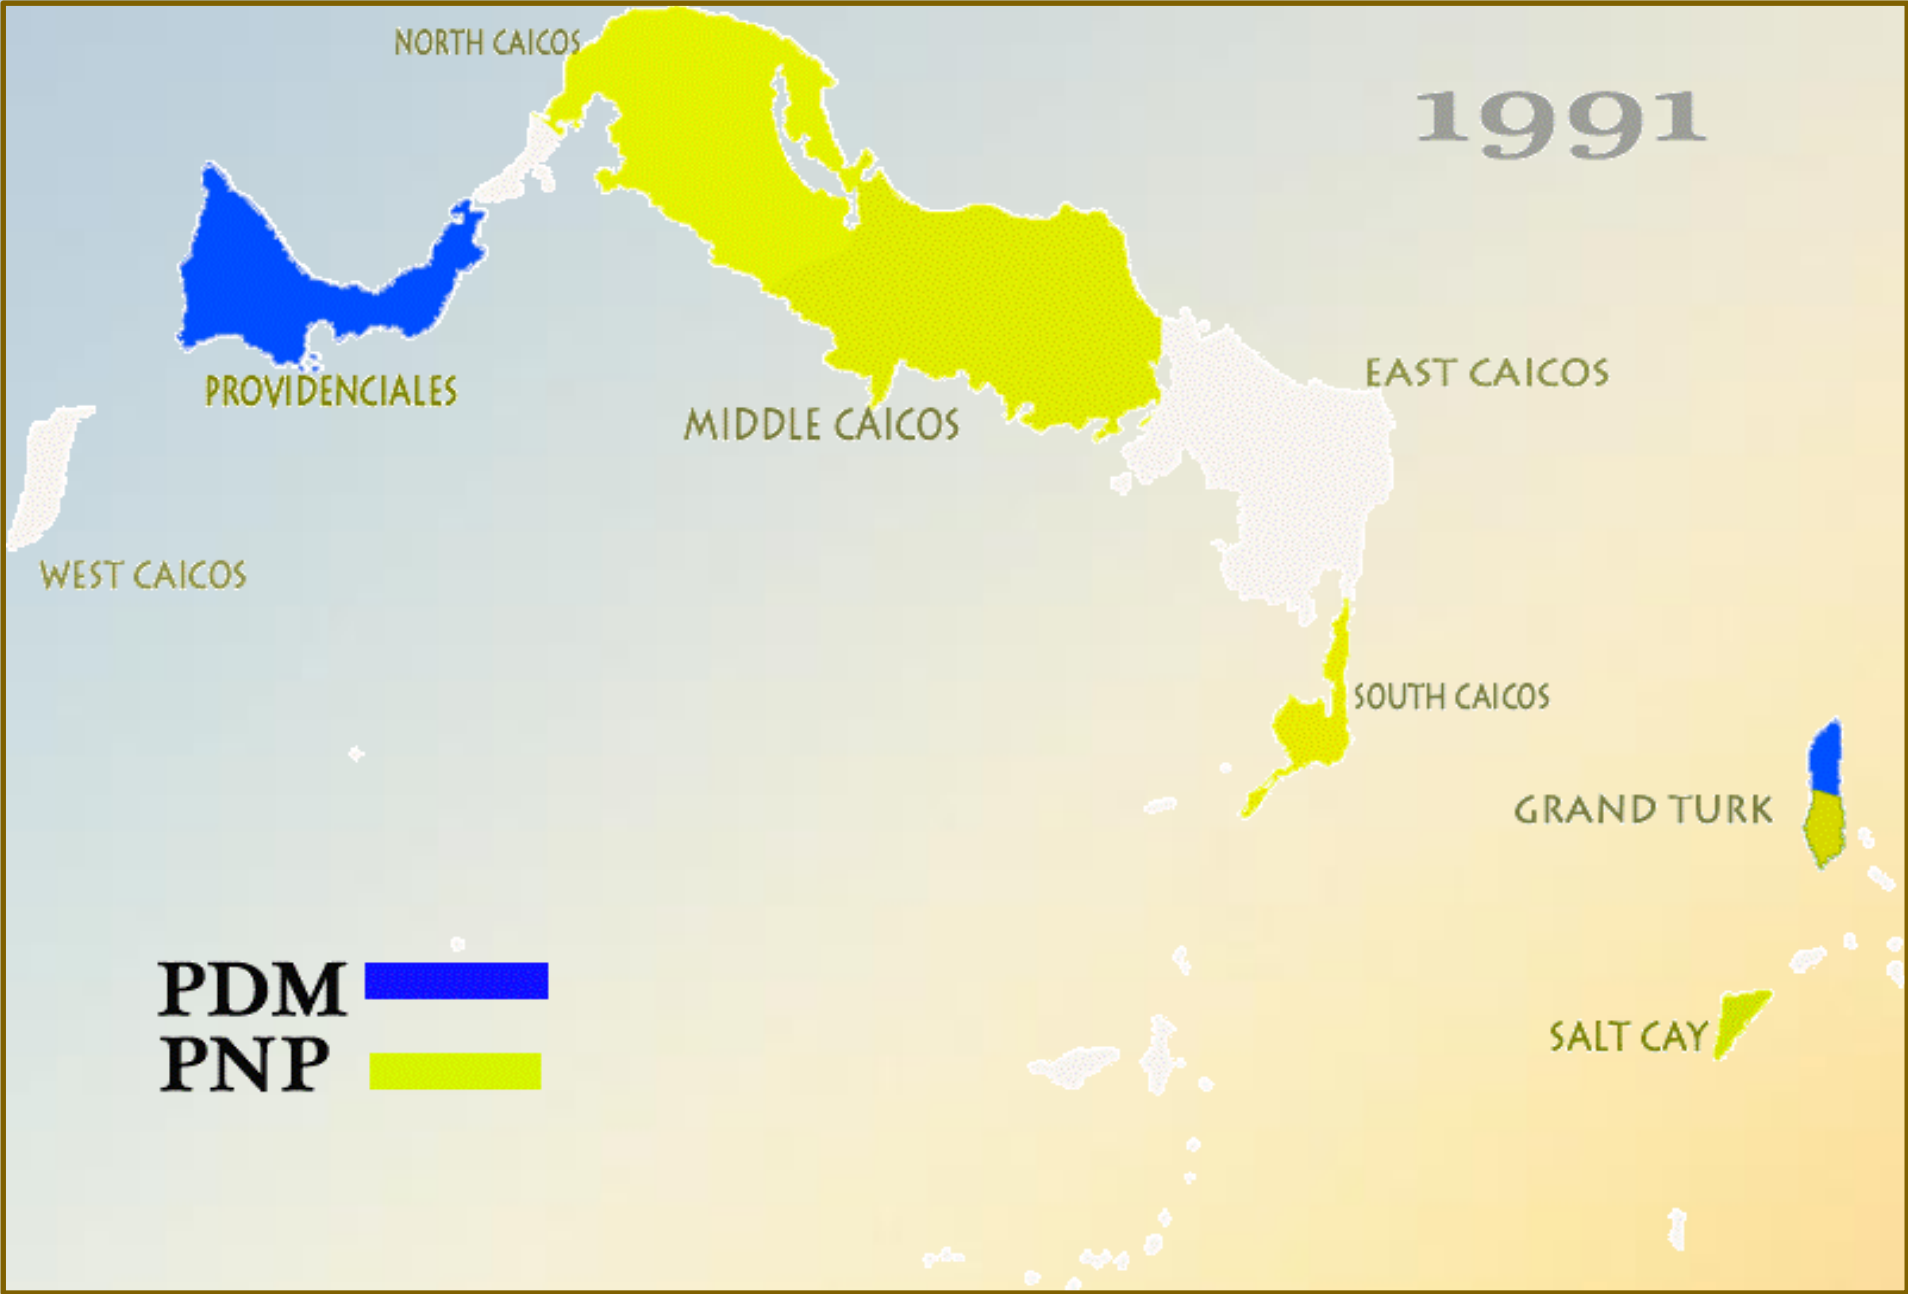 NORTH CAICOS
1991
PROVIDENCIALES
EAST CAICOS
MIDDLE CAICOS
WEST CAICOS
SOUTH CAICOS
GRAND TURK
PDM
SALT CAY
PNP